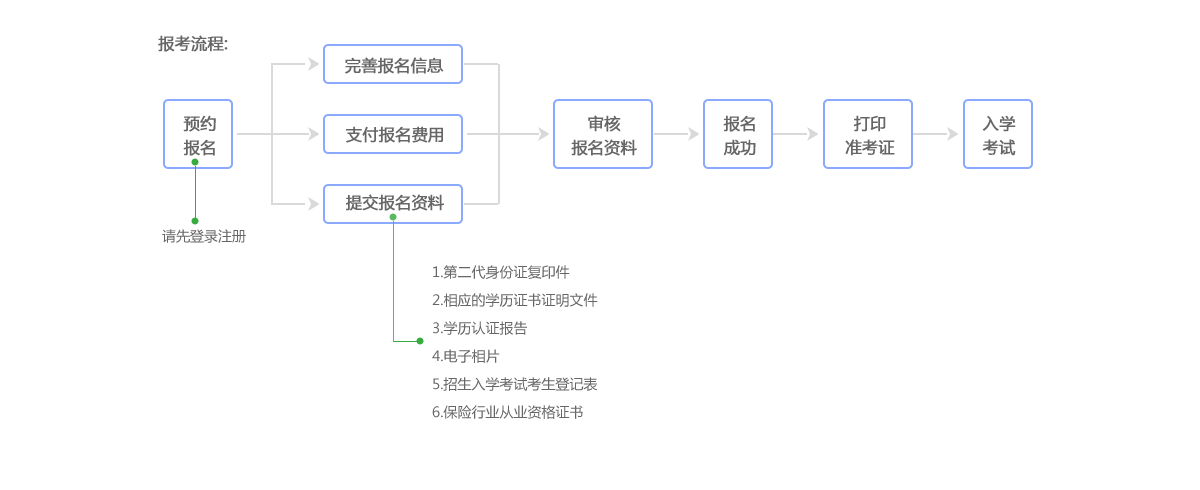 报考流程:
预约
报名
请先登录注册
完善报名信息
支付报名费用
提交报名资料
1.第二代身份证复印件
2.相应的学历证书证明文件
3.学历认证报告
4.电子相片
5.招生入学考试考生登记表
6.保险行业从业资格证书
审核
报名资料
报名
成功
打印
准考证
入学
考试